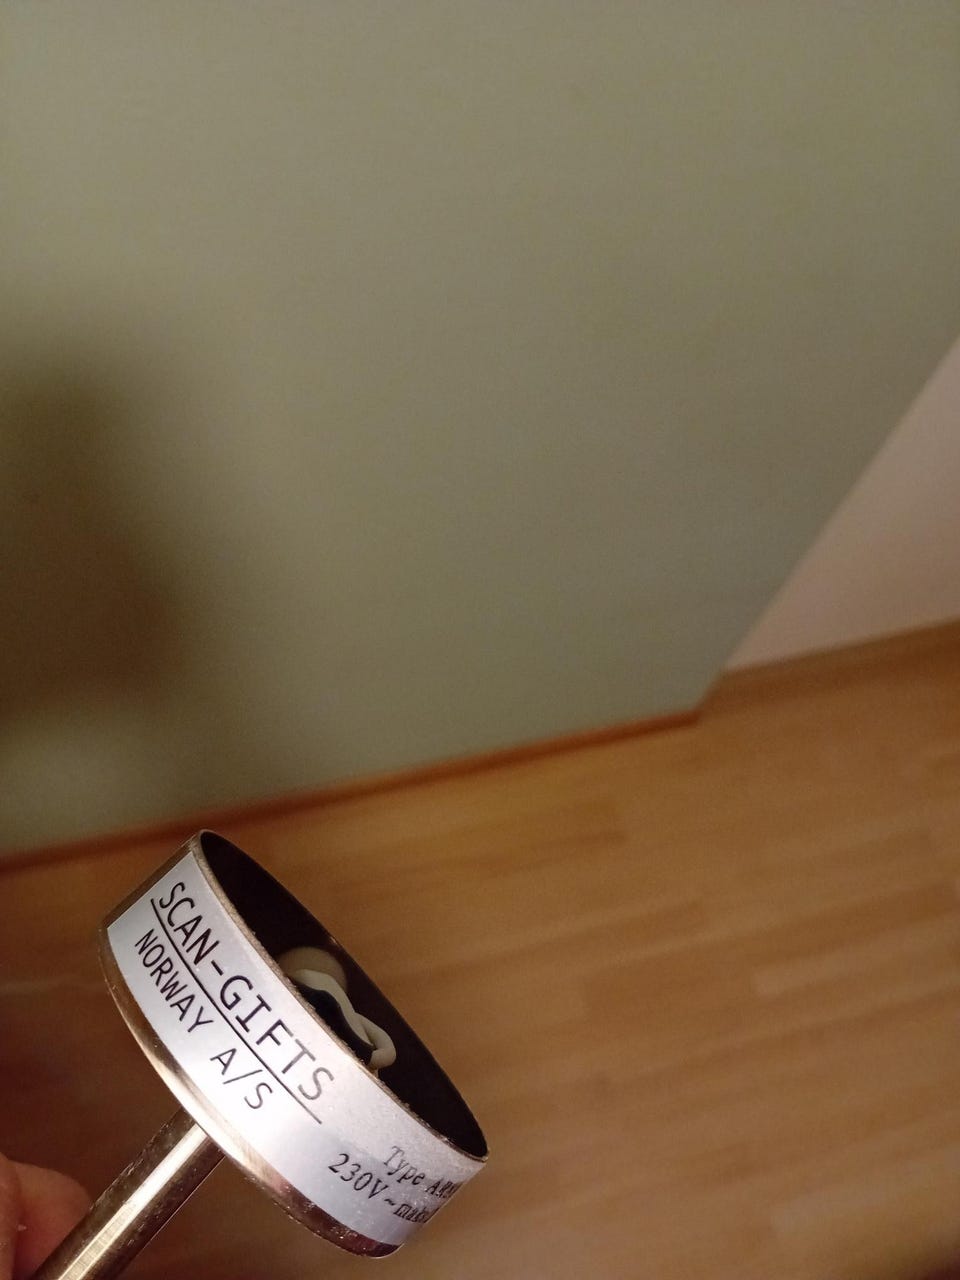 SCAN-GIFTS
NORWAY A/S
Type
230V~